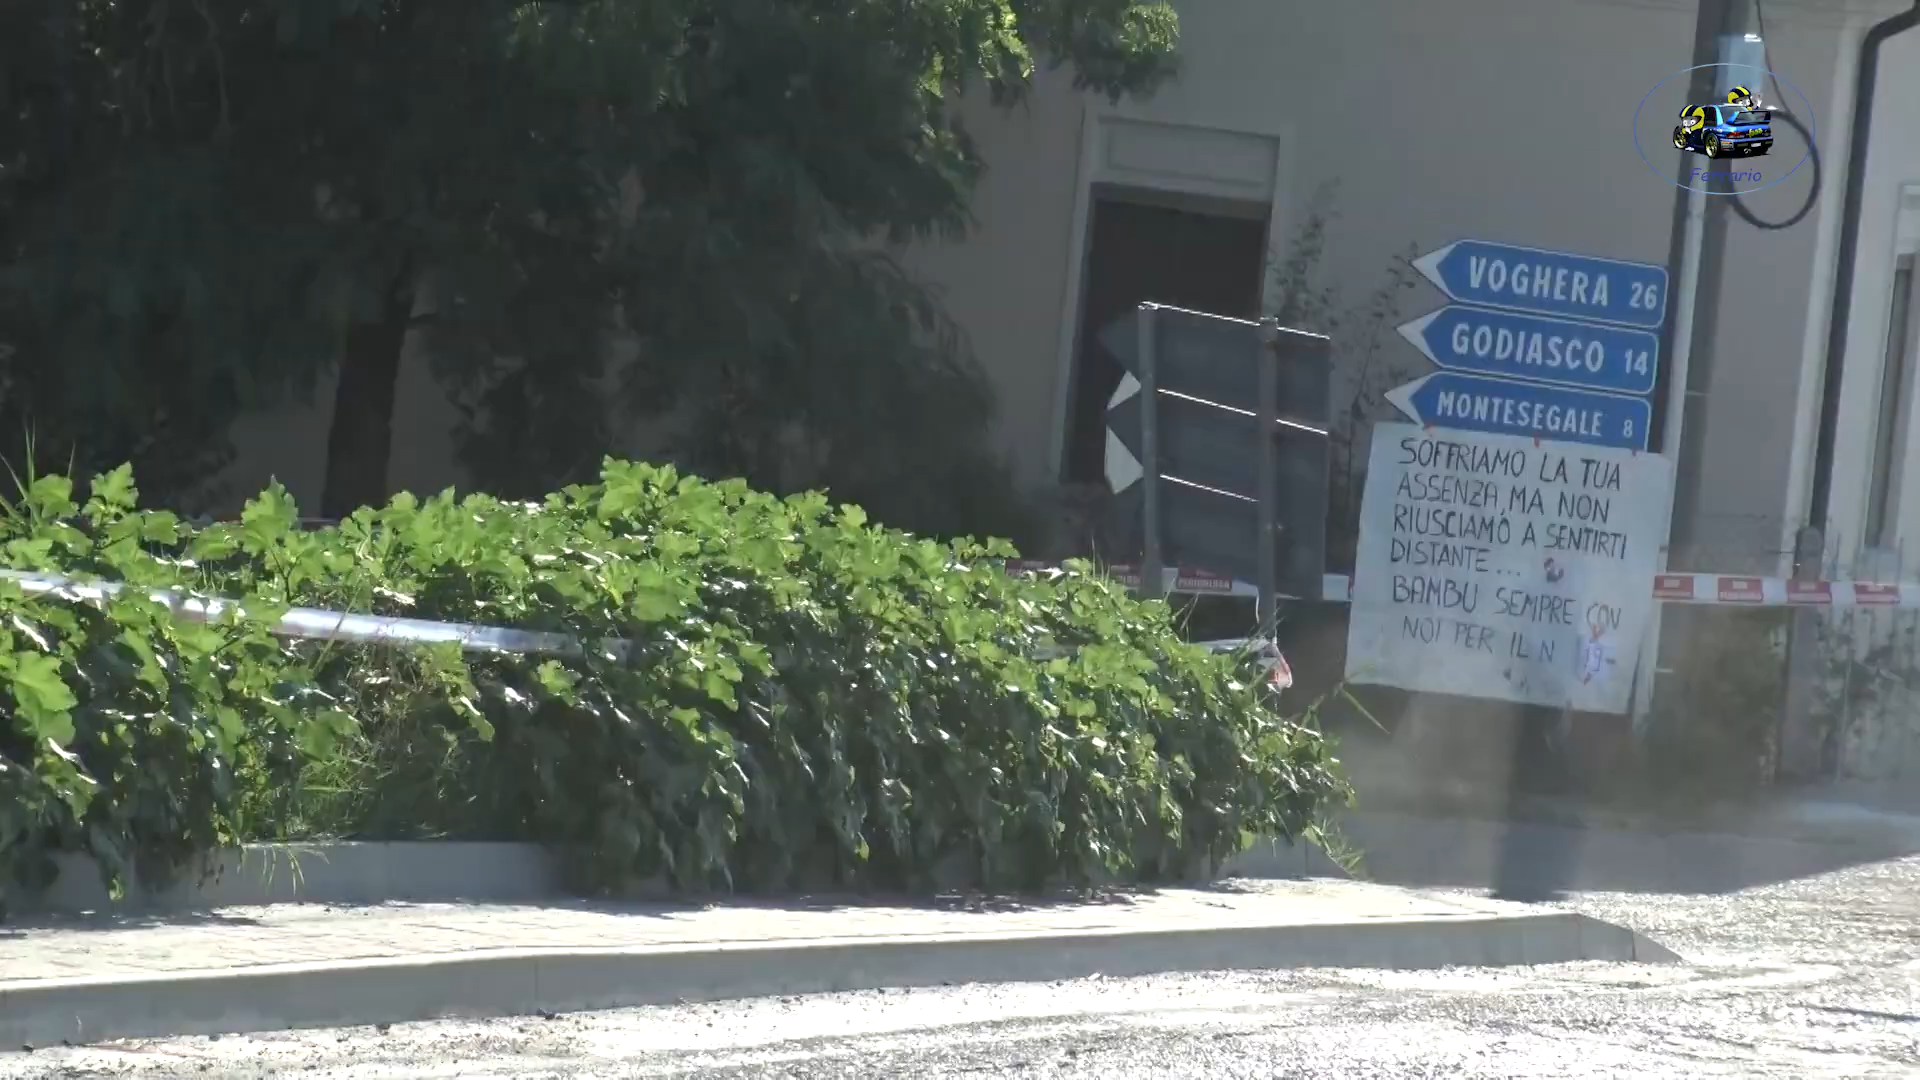 Ferrario
VOGHERA 26
GODIASCO 14
MONTESEGALE 8
SOFFRIAMO LA TUA
ASSENZA, MA NON
RIUSCIAMO A SENTIRTI
DISTANTE...
BAMBU SEMPRE CON
NOI PER IL N